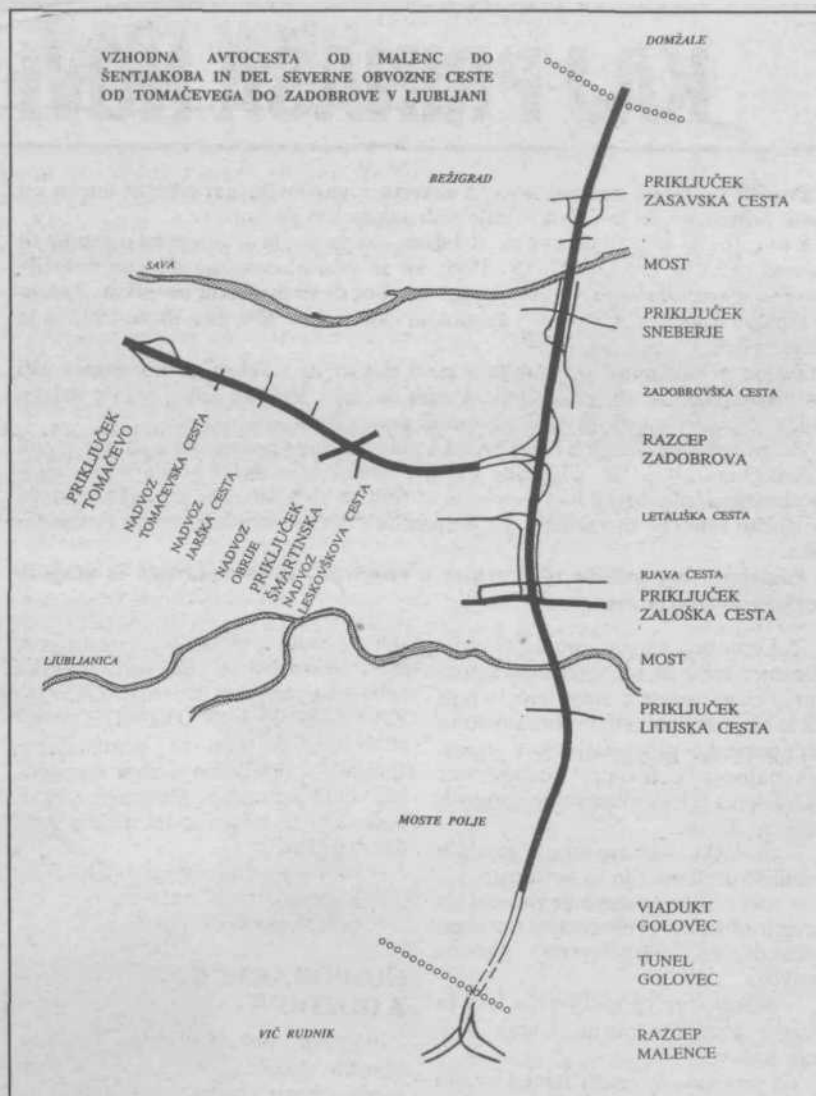 VZHODNA AVTOCESTA OD MALENC DO
ŠENTJAKOBA IN DEL SEVERNE OBVOZNE CESTE
OD TOMAČEVEGA DO ZADOBROVE V LJUBLJANI
DOMŽALE
BEŽIGRAD
PRIKLJUČEK
ZASAVSKA CESTA
SAVA
MOST
PRIKLJUČEK
SNEBERJE
ZADOBROVŠKA CESTA
RAZCEP
ZADOBROVA
PRIKLJUČEK
TOMAČEVO
NADVOZ
TOMAČEVSKA CESTA
NADVOZ
JARŠKA CESTA
NADVOZ
OBRIJE
PRIKLJUČEK
ŠMARTINSKA
NADVOZ
LESKOVŠKOVA CESTA
LETALIŠKA CESTA
RJAVA CESTA
PRIKLJUČEK
ZALOŠKA CESTA
LJUBLJANICA
MOST
PRIKLJUČEK
LITIJSKA CESTA
MOSTE POLJE
VIADUKT
GOLOVEC
TUNEL
GOLOVEC
VIČ RUDNIK
RAZCEP
MALENCE